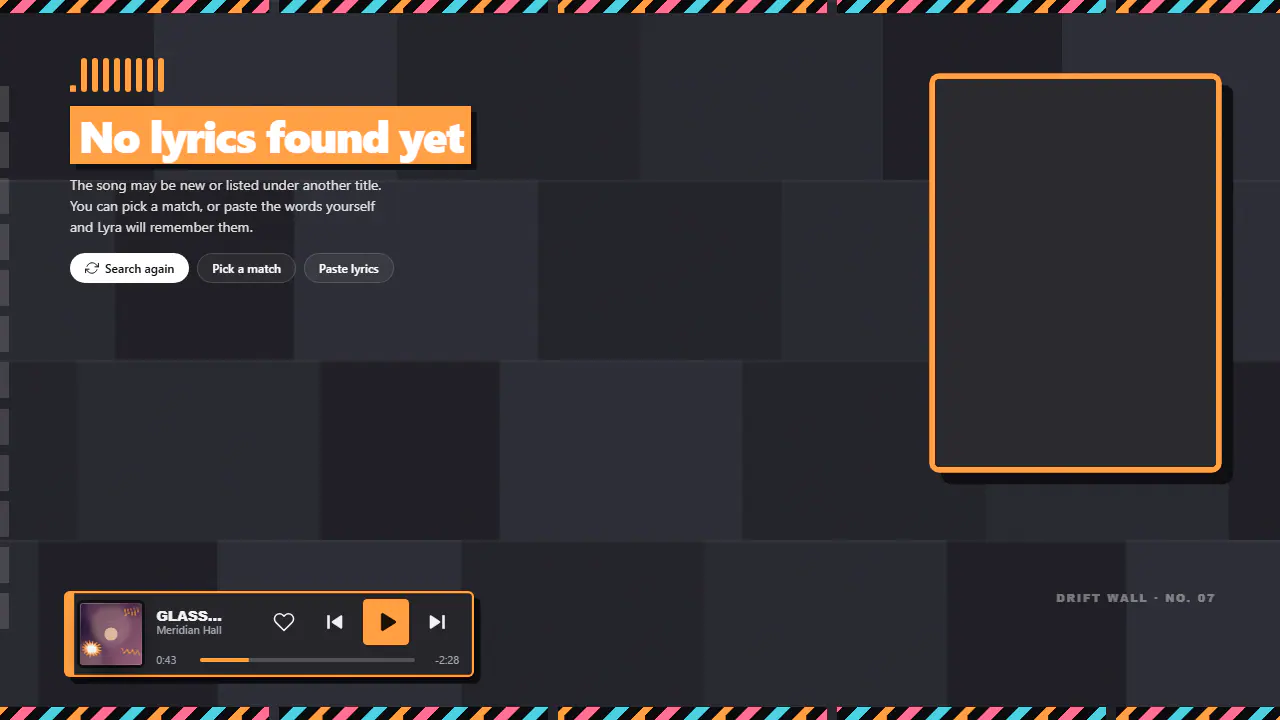 No lyrics found yet
The song may be new or listed under another title.
You can pick a match, or paste the words yourself
and Lyra will remember them.
Search again
Pick a match
Paste lyrics
DRIFT WALL · NO. 07
GLASS...
Meridian Hall
0:43
-2:28